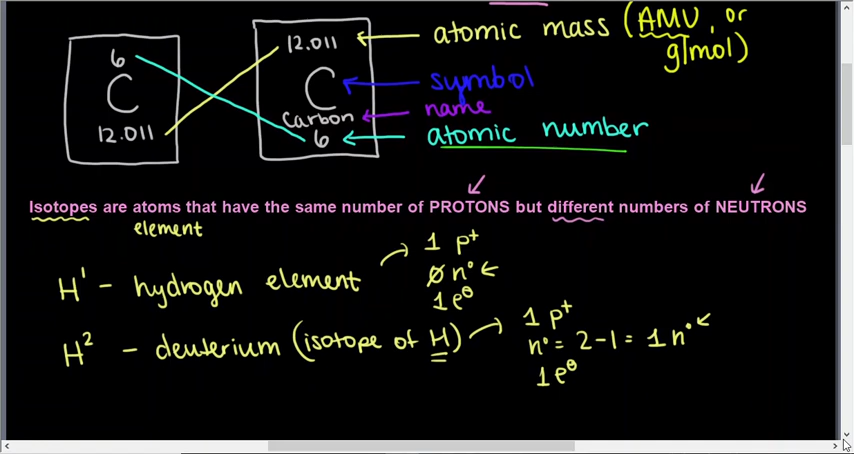 6
C
12.011
12.011
C
Carbon
6
atomic mass (AMU, or
g/mol)
symbol
name
atomic number
Isotopes are atoms that have the same number of PROTONS but different numbers of NEUTRONS
element
H¹ - hydrogen element
1 p⁺
0 n°
1 e⊖
H² - deuterium (isotope of H)
1 p⁺
n° = 2-1 = 1 n°
1 e⊖